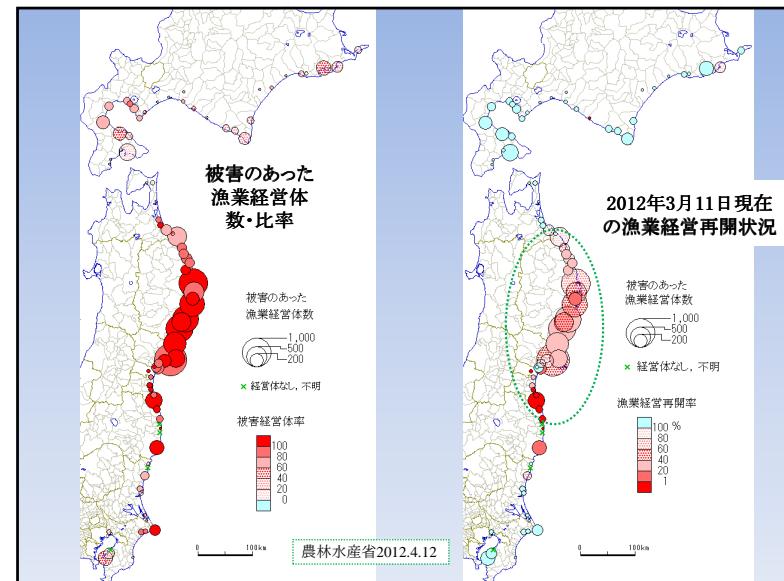 被害のあった
漁業経営体
数・比率
被害のあった
漁業経営体数
1,000
500
200
× 経営体なし，不明
被害経営体率
100
80
60
40
20
0
0 100km
2012年3月11日現在
の漁業経営再開状況
被害のあった
漁業経営体数
1,000
500
200
× 経営体なし，不明
漁業経営再開率
100 %
80
60
40
20
1
0 100km
農林水産省2012.4.12